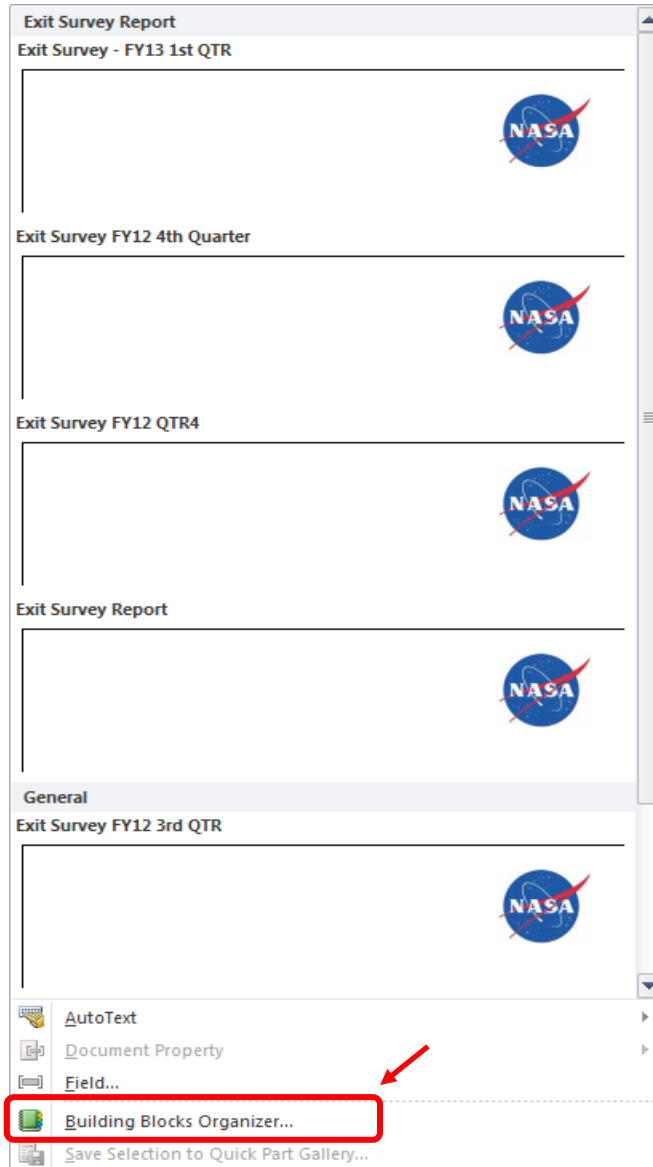 Exit Survey Report
Exit Survey - FY13 1st QTR
NASA
Exit Survey FY12 4th Quarter
NASA
Exit Survey FY12 QTR4
NASA
Exit Survey Report
NASA
General
Exit Survey FY12 3rd QTR
NASA
AutoText
Document Property
Field...
Building Blocks Organizer...
Save Selection to Quick Part Gallery...